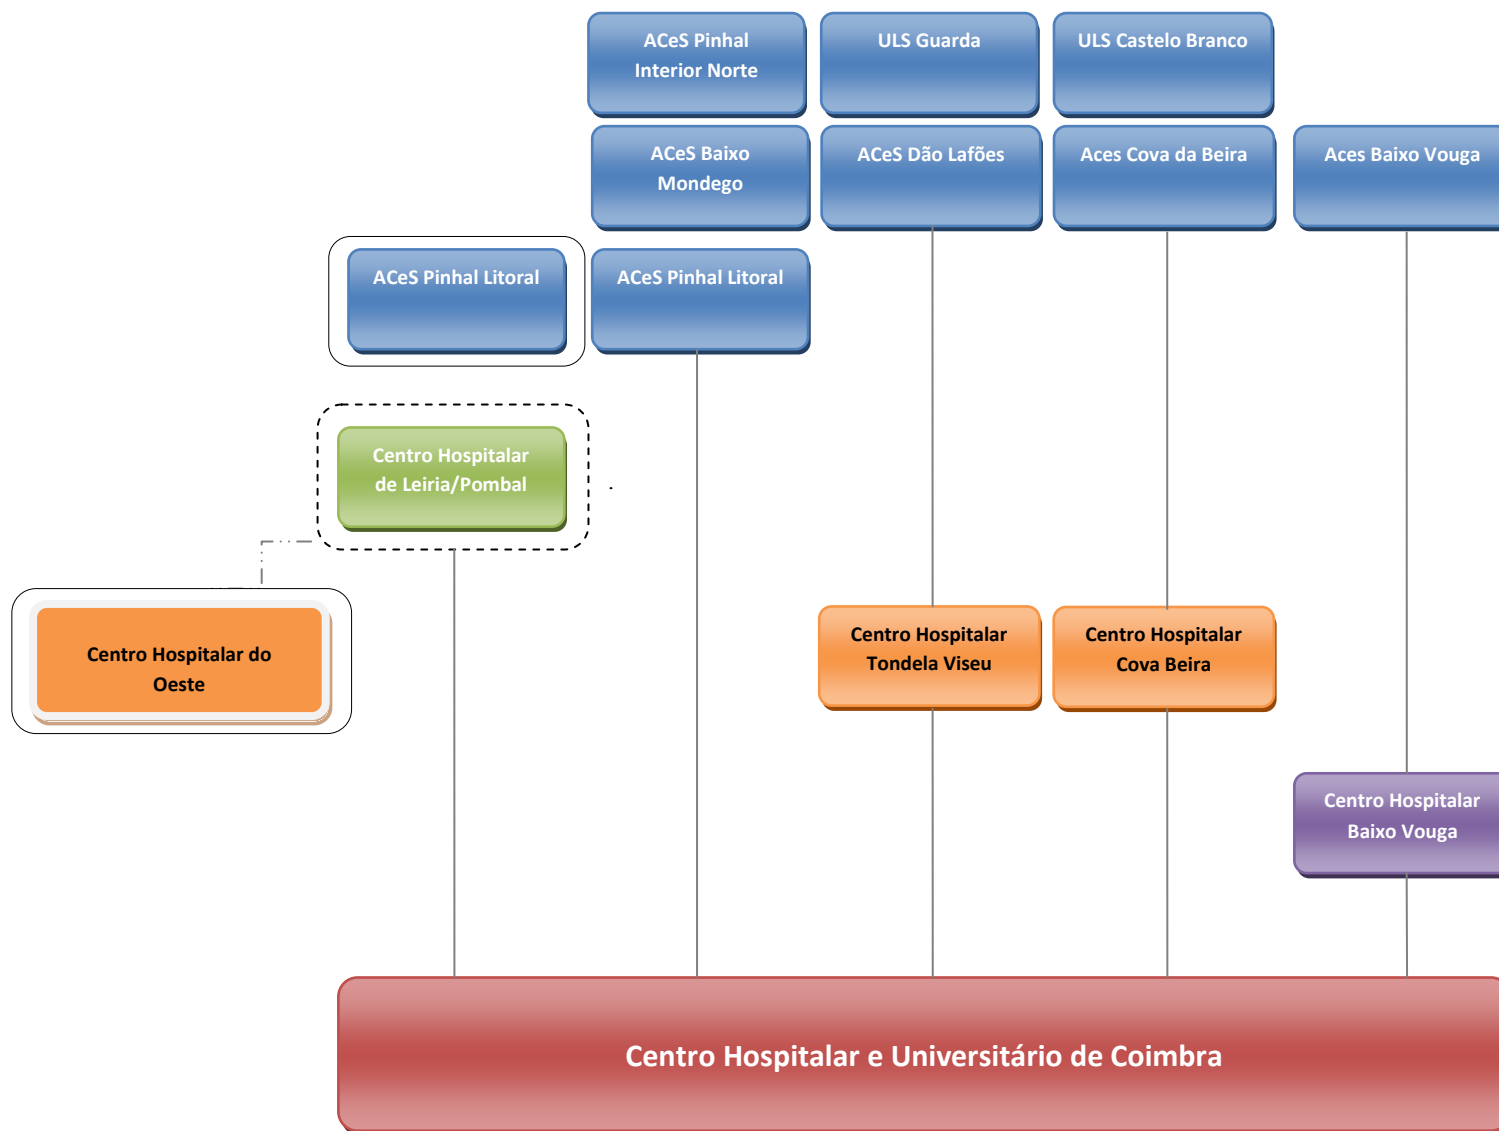 ACeS Pinhal
Interior Norte
ULS Guarda
ULS Castelo Branco
ACeS Baixo
Mondego
ACeS Dão Lafões
Aces Cova da Beira
Aces Baixo Vouga
ACeS Pinhal Litoral
ACeS Pinhal Litoral
Centro Hospitalar
de Leiria/Pombal
.
Centro Hospitalar do
Oeste
Centro Hospitalar
Tondela Viseu
Centro Hospitalar
Cova Beira
Centro Hospitalar
Baixo Vouga
Centro Hospitalar e Universitário de Coimbra